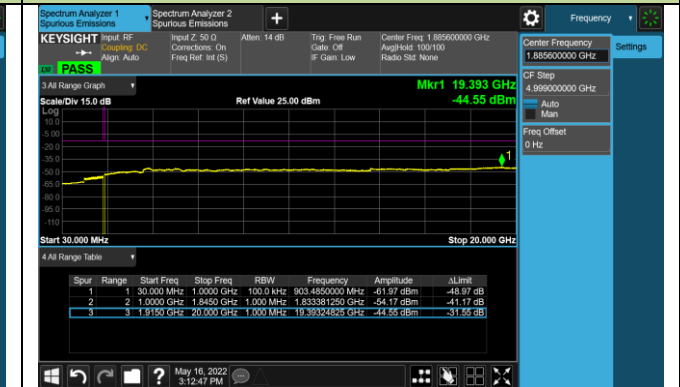 Spectrum Analyzer 1
Spurious Emissions
Spectrum Analyzer 2
Spurious Emissions
+
Frequency
KEYSIGHT
Input: RF
Coupling: DC
Align: Auto
Input Z: 50 Ω
Corrections: On
Freq Ref: Int (S)
Atten: 14 dB
Trig: Free Run
Gate: Off
IF Gain: Low
Center Freq: 1.885600000 GHz
Avg|Hold: 100/100
Radio Std: None
PASS
Center Frequency
1.885600000 GHz
Settings
CF Step
4.999000000 GHz
Auto
Man
Freq Offset
0 Hz
3 All Range Graph
Mkr1 19.393 GHz
Scale/Div 15.0 dB
Ref Value 25.00 dBm
-44.55 dBm
Log
10.0
-5.00
-20.0
-35.0
-50.0
-65.0
-80.0
-95.0
-110
1
Start 30.000 MHz
Stop 20.000 GHz
4 All Range Table
Spur Range Start Freq Stop Freq RBW Frequency Amplitude ΔLimit
1 1 30.000 MHz 1.0000 GHz 100.0 kHz 903.4850000 MHz -61.97 dBm -48.97 dB
2 2 1.0000 GHz 1.8450 GHz 1.000 MHz 1.833381250 GHz -54.17 dBm -41.17 dB
3 3 1.9150 GHz 20.000 GHz 1.000 MHz 19.39324825 GHz -44.55 dBm -31.55 dB
?
May 16, 2022
3:12:47 PM